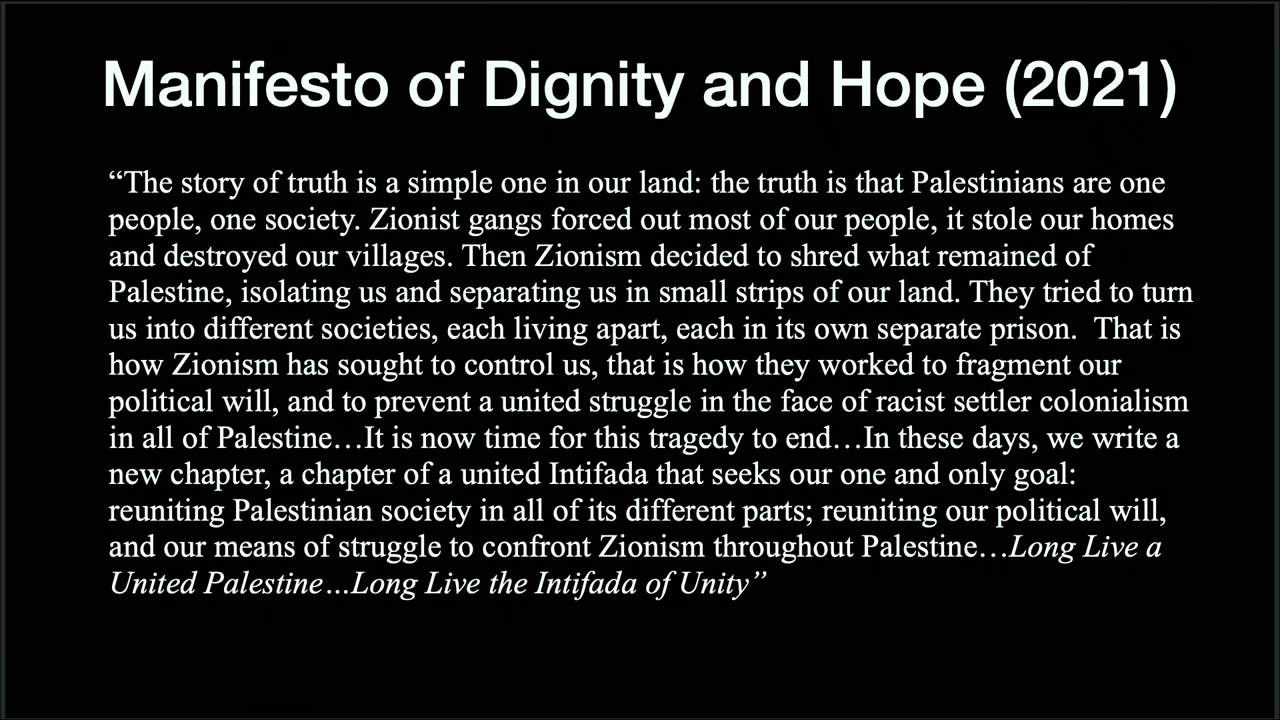 Manifesto of Dignity and Hope (2021)
“The story of truth is a simple one in our land: the truth is that Palestinians are one
people, one society. Zionist gangs forced out most of our people, it stole our homes
and destroyed our villages. Then Zionism decided to shred what remained of
Palestine, isolating us and separating us in small strips of our land. They tried to turn
us into different societies, each living apart, each in its own separate prison.  That is
how Zionism has sought to control us, that is how they worked to fragment our
political will, and to prevent a united struggle in the face of racist settler colonialism
in all of Palestine…It is now time for this tragedy to end…In these days, we write a
new chapter, a chapter of a united Intifada that seeks our one and only goal:
reuniting Palestinian society in all of its different parts; reuniting our political will,
and our means of struggle to confront Zionism throughout Palestine…Long Live a
United Palestine…Long Live the Intifada of Unity”